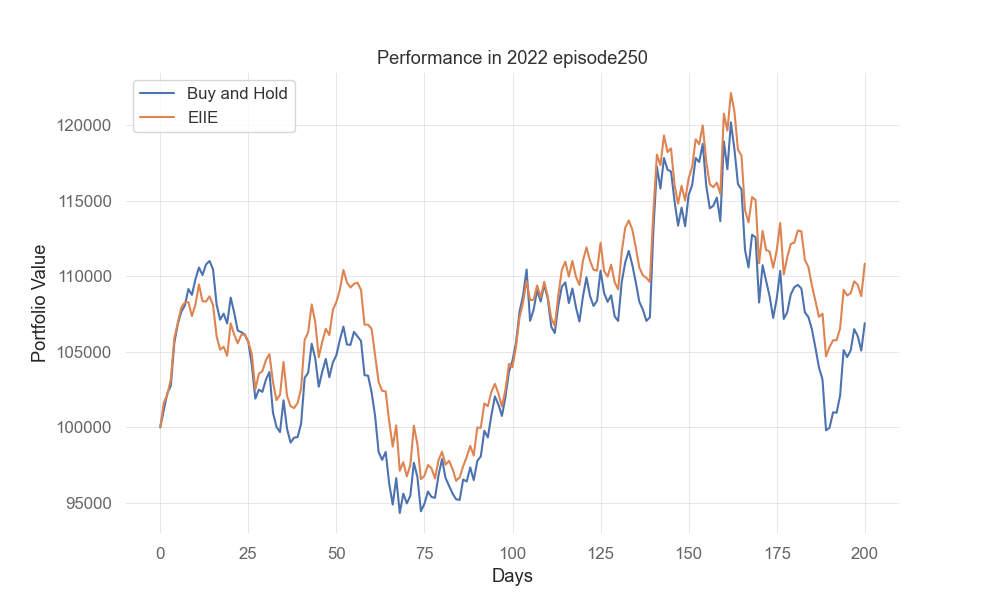 Performance in 2022 episode250
Buy and Hold
EIIE
120000
115000
110000
105000
100000
95000
Portfolio Value
0 25 50 75 100 125 150 175 200
Days